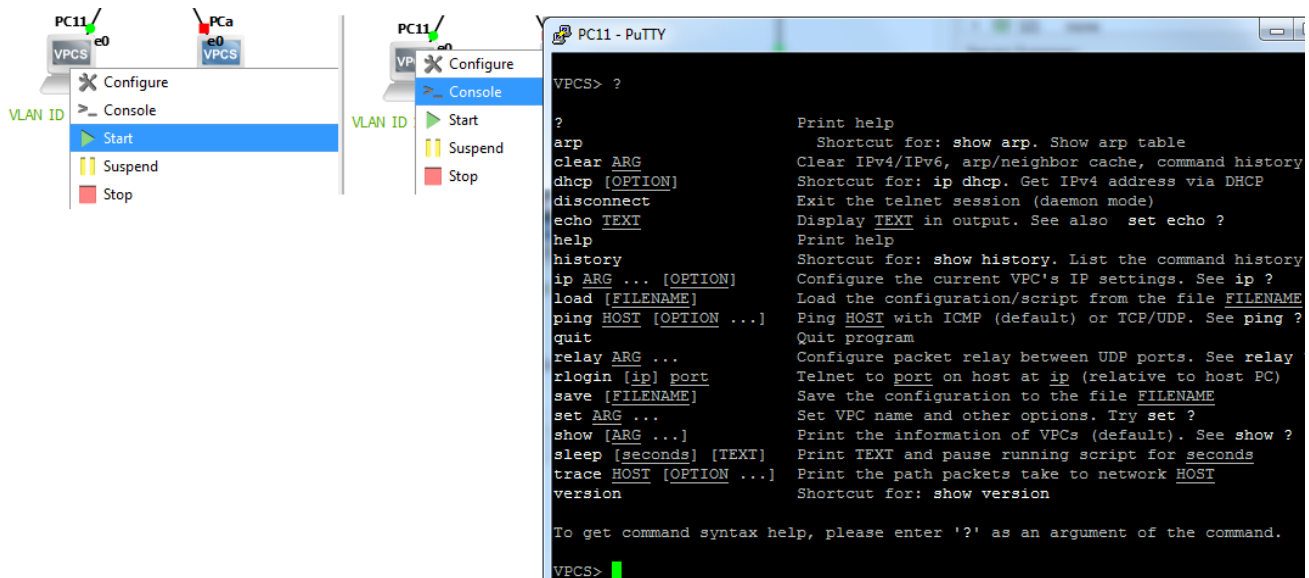 PC11
e0
VPCS
PCa
e0
VPCS
VLAN ID
Configure
Console
Start
Suspend
Stop
PC11
e0
VLAN ID
Configure
Console
Start
Suspend
Stop
PC11 - PuTTY
VPCS> ?
? Print help
arp Shortcut for: show arp. Show arp table
clear ARG Clear IPv4/IPv6, arp/neighbor cache, command history
dhcp [OPTION] Shortcut for: ip dhcp. Get IPv4 address via DHCP
disconnect Exit the telnet session (daemon mode)
echo TEXT Display TEXT in output. See also set echo ?
help Print help
history Shortcut for: show history. List the command history
ip ARG ... [OPTION] Configure the current VPC's IP settings. See ip ?
load [FILENAME] Load the configuration/script from the file FILENAME
ping HOST [OPTION ...] Ping HOST with ICMP (default) or TCP/UDP. See ping ?
quit Quit program
relay ARG ... Configure packet relay between UDP ports. See relay
rlogin [ip] port Telnet to port on host at ip (relative to host PC)
save [FILENAME] Save the configuration to the file FILENAME
set ARG ... Set VPC name and other options. Try set ?
show [ARG ...] Print the information of VPCs (default). See show ?
sleep [seconds] [TEXT] Print TEXT and pause running script for seconds
trace HOST [OPTION ...] Print the path packets take to network HOST
version Shortcut for: show version
To get command syntax help, please enter '?' as an argument of the command.
VPCS>